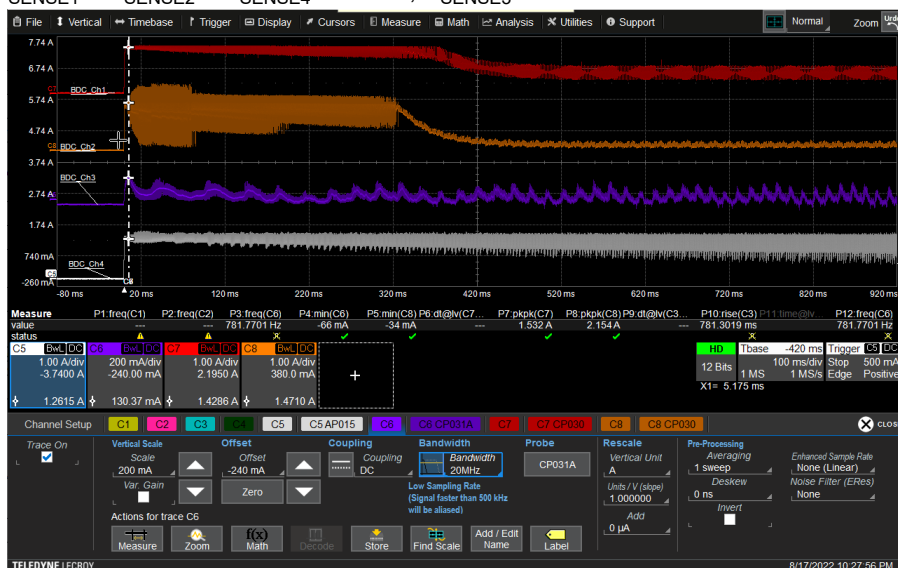 SENSE1 SENSE2 SENSE4 SENSE3
File Vertical Timebase Trigger Display Cursors Measure Math Analysis Utilities Support Normal Zoom Undo
7.74 A
6.74 A
C7 BDC_Ch1
5.74 A
4.74 A
C8 BDC_Ch2
3.74 A
BDC_Ch3
2.74 A
1.74 A
740 mA
BDC_Ch4
C5
-260 mA
-80 ms 20 ms 120 ms 220 ms 320 ms 420 ms 520 ms 620 ms 720 ms 820 ms 920 ms
Measure P1:freq(C1) P2:freq(C2) P3:freq(C6) P4:min(C6) P5:min(C8) P6:dt@lv(C7... P7:pkpk(C7) P8:pkpk(C8) P9:dt@lv(C3... P10:rise(C3) P11:time@lv... P12:freq(C6)
value --- --- 781.7701 Hz -66 mA -34 mA 1.532 A 2.154 A 781.3019 ms 781.7701 Hz
status
C5 BwL DC C6 BwL DC C7 BwL DC C8 BwL DC HD Tbase -420 ms Trigger C5 DC
1.00 A/div 200 mA/div 1.00 A/div 1.00 A/div 12 Bits 100 ms/div Stop 500 mA
-3.7400 A -240.00 mA 2.1950 A 380.0 mA 1 MS 1 MS/s Edge Positive
X1= 5.175 ms
1.2615 A 130.37 mA 1.4286 A 1.4710 A
Channel Setup C1 C2 C3 C4 C5 C5 AP015 C6 C6 CP031A C7 C7 CP030 C8 C8 CP030 CLOS
Trace On Vertical Scale Offset Coupling Bandwidth Probe Rescale Pre-Processing
Scale Offset Coupling Bandwidth Vertical Unit Averaging Enhanced Sample Rate
200 mA -240 mA DC 20MHz CP031A A 1 sweep None (Linear)
Var. Gain Zero Low Sampling Rate Units / V (slope) Deskew Noise Filter (ERes)
(Signal faster than 500 kHz 1.000000 0 ns None
will be aliased)
Actions for trace C6 Add Invert
0 µA
Measure Zoom f(x) Math Decode Store Find Scale Add / Edit Name Label
TELEDYNE LECROY 8/17/2022 10:27:56 PM